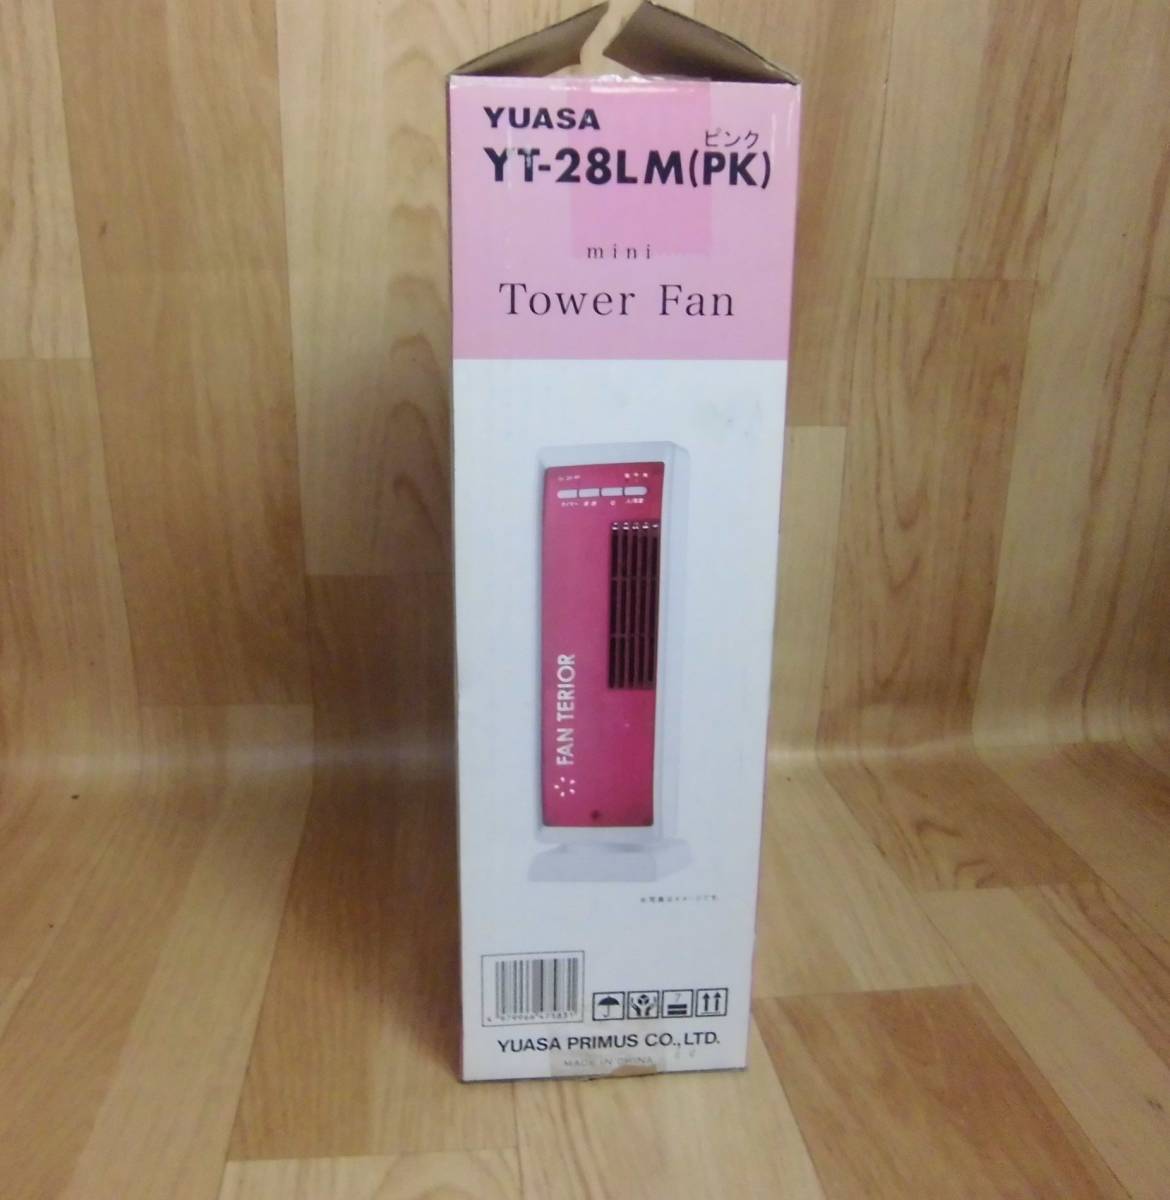 YUASA
ピンク
YT-28LM(PK)
mini
Tower Fan
FAN TERIOR
YUASA PRIMUS CO.,LTD.
MADE IN CHINA